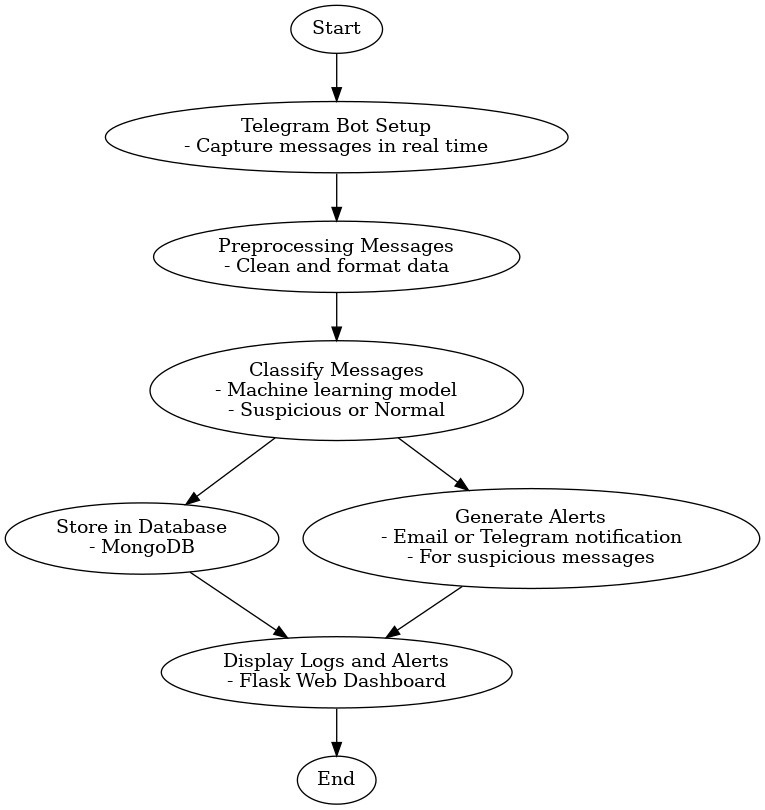 Start
Telegram Bot Setup
- Capture messages in real time
Preprocessing Messages
- Clean and format data
Classify Messages
- Machine learning model
- Suspicious or Normal
Store in Database
- MongoDB
Generate Alerts
- Email or Telegram notification
- For suspicious messages
Display Logs and Alerts
- Flask Web Dashboard
End